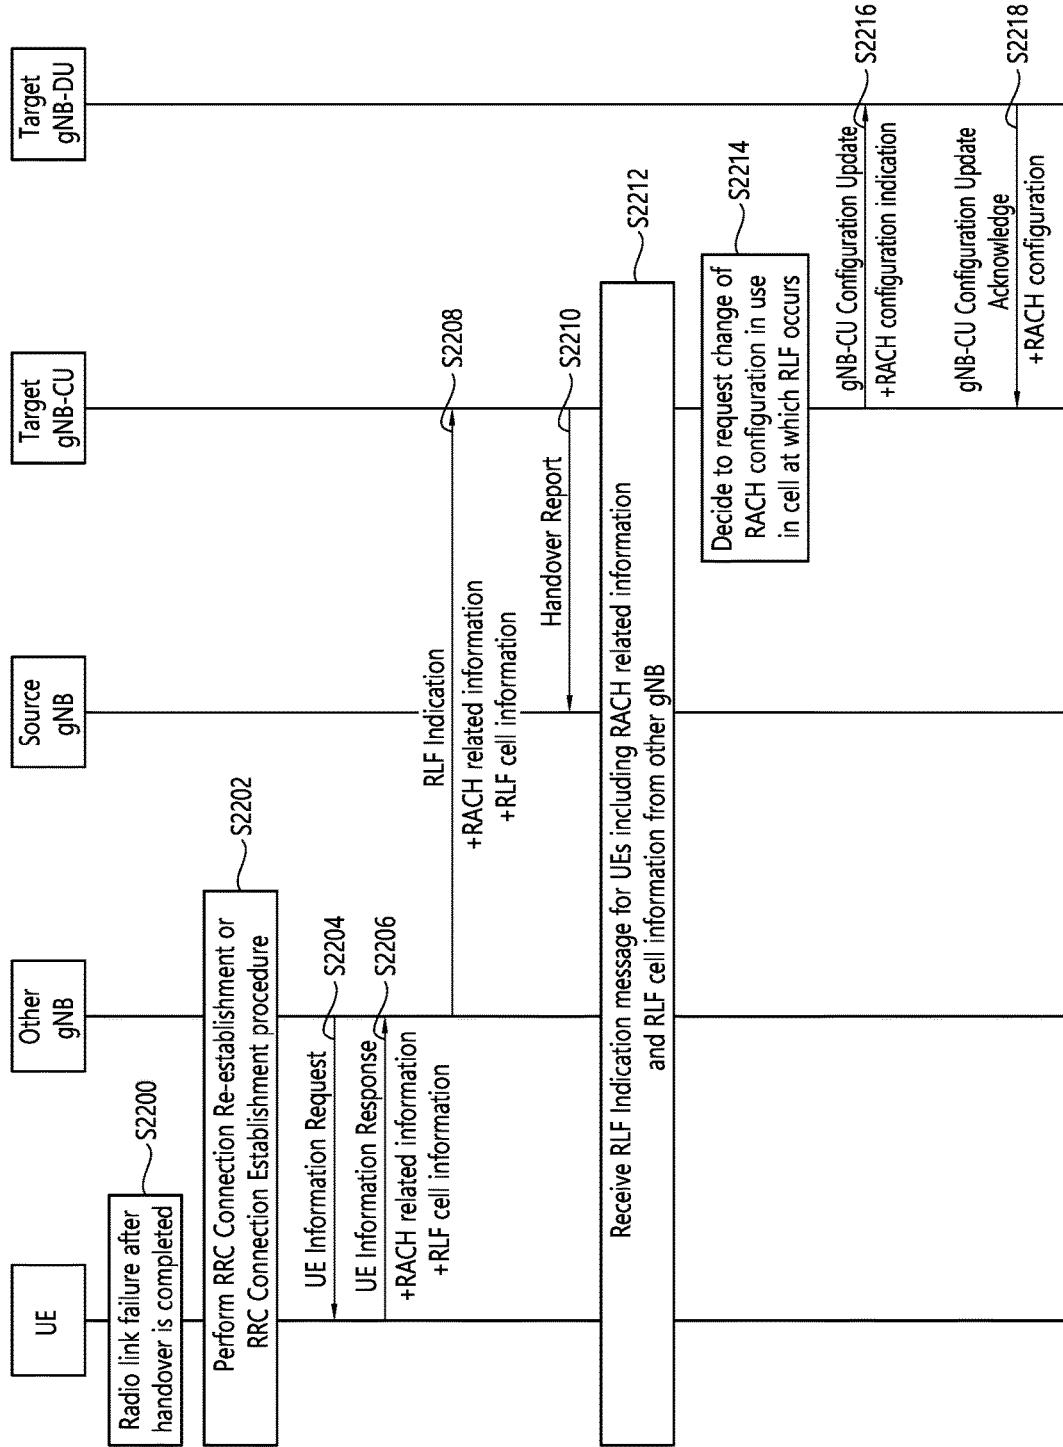 UE
Other
gNB
Source
gNB
Target
gNB-CU
Target
gNB-DU
Radio link failure after
handover is completed
S2200
Perform RRC Connection Re-establishment or
RRC Connection Establishment procedure
S2202
UE Information Request
S2204
UE Information Response
+RACH related information
+RLF cell information
S2206
RLF Indication
+RACH related information
+RLF cell information
S2208
Handover Report
S2210
Receive RLF Indication message for UEs including RACH related information
and RLF cell information from other gNB
S2212
Decide to request change of
RACH configuration in use
in cell at which RLF occurs
S2214
gNB-CU Configuration Update
+RACH configuration indication
S2216
gNB-CU Configuration Update
Acknowledge
+RACH configuration
S2218